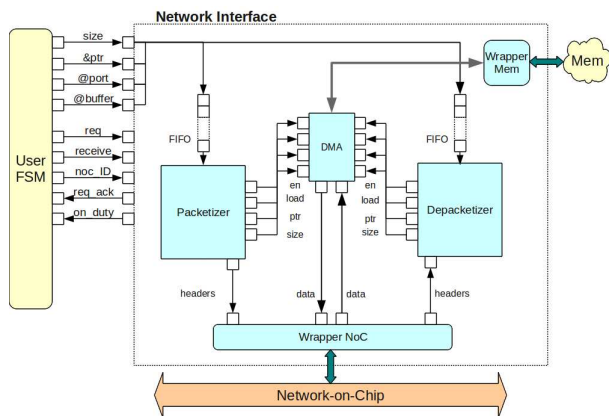 Network Interface
size
&ptr
@port
@buffer
req
receive
noc_ID
req_ack
on_duty
User
FSM
Wrapper
Mem
Mem
FIFO
FIFO
DMA
Packetizer
Depacketizer
en
load
ptr
size
en
load
ptr
size
headers
data
data
headers
Wrapper NoC
Network-on-Chip